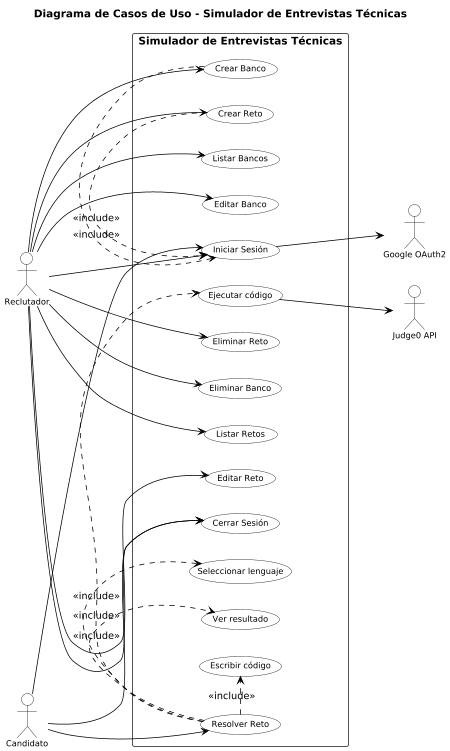 Diagrama de Casos de Uso - Simulador de Entrevistas Técnicas
Simulador de Entrevistas Técnicas
Crear Banco
Crear Reto
Listar Bancos
Editar Banco
«include»
«include»
Iniciar Sesión
Google OAuth2
Reclutador
Ejecutar código
Judge0 API
Eliminar Reto
Eliminar Banco
Listar Retos
Editar Reto
Cerrar Sesión
Seleccionar lenguaje
«include»
«include»
Ver resultado
«include»
Escribir código
«include»
Resolver Reto
Candidato